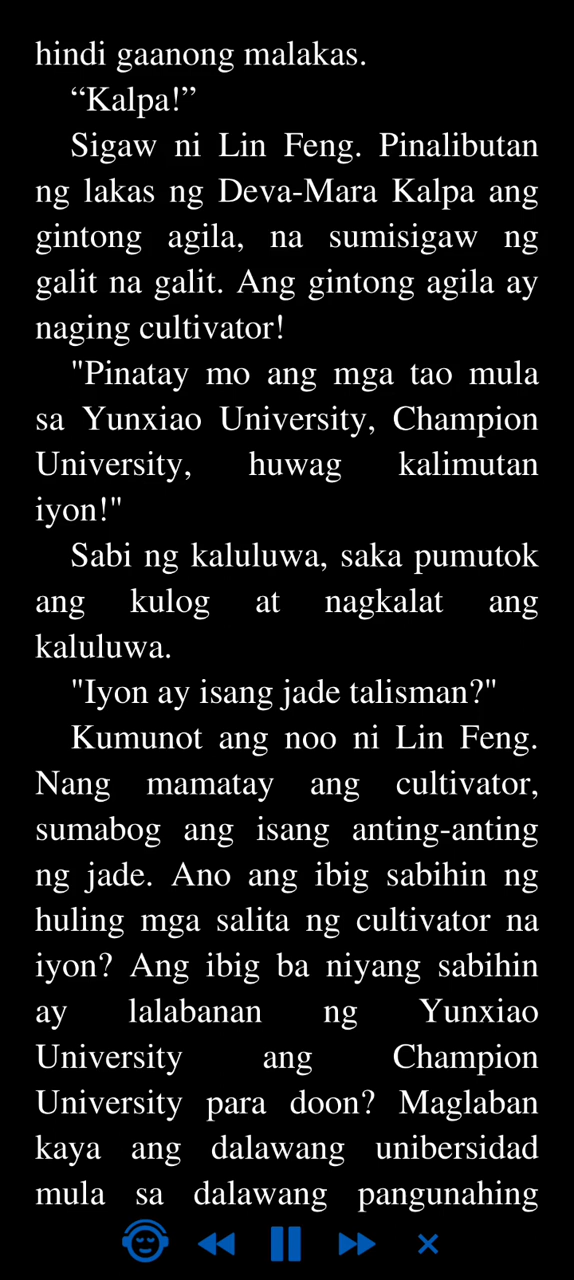 hindi gaanong malakas.
“Kalpa!”
Sigaw ni Lin Feng. Pinalibutan
ng lakas ng Deva-Mara Kalpa ang
gintong agila, na sumisigaw ng
galit na galit. Ang gintong agila ay
naging cultivator!
"Pinatay mo ang mga tao mula
sa Yunxiao University, Champion
University, huwag kalimutan
iyon!"
Sabi ng kaluluwa, saka pumutok
ang kulog at nagkalat ang
kaluluwa.
"Iyon ay isang jade talisman?"
Kumunot ang noo ni Lin Feng.
Nang mamatay ang cultivator,
sumabog ang isang anting-anting
ng jade. Ano ang ibig sabihin ng
huling mga salita ng cultivator na
iyon? Ang ibig ba niyang sabihin
ay lalabanan ng Yunxiao
University ang Champion
University para doon? Maglaban
kaya ang dalawang unibersidad
mula sa dalawang pangunahing